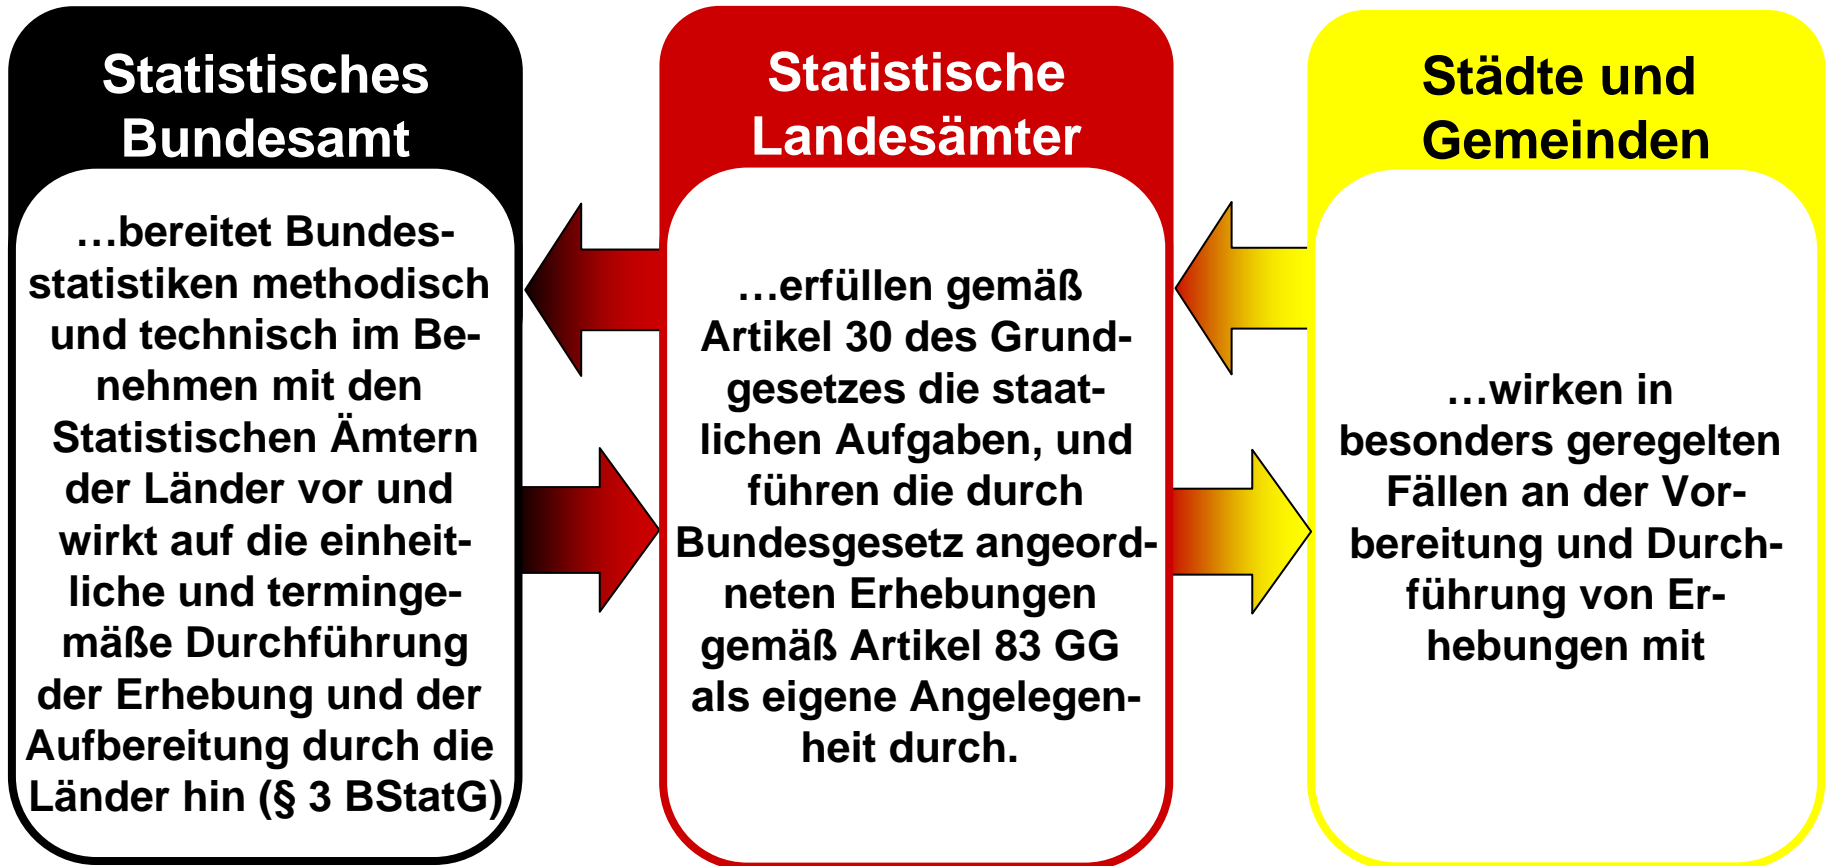 Statistisches
Bundesamt
…bereitet Bundes-
statistiken methodisch
und technisch im Be-
nehmen mit den
Statistischen Ämtern
der Länder vor und
wirkt auf die einheit-
liche und terminge-
mäße Durchführung
der Erhebung und der
Aufbereitung durch die
Länder hin (§ 3 BStatG)
Statistische
Landesämter
…erfüllen gemäß
Artikel 30 des Grund-
gesetzes die staat-
lichen Aufgaben, und
führen die durch
Bundesgesetz angeord-
neten Erhebungen
gemäß Artikel 83 GG
als eigene Angelegen-
heit durch.
Städte und
Gemeinden
…wirken in
besonders geregelten
Fällen an der Vor-
bereitung und Durch-
führung von Er-
hebungen mit